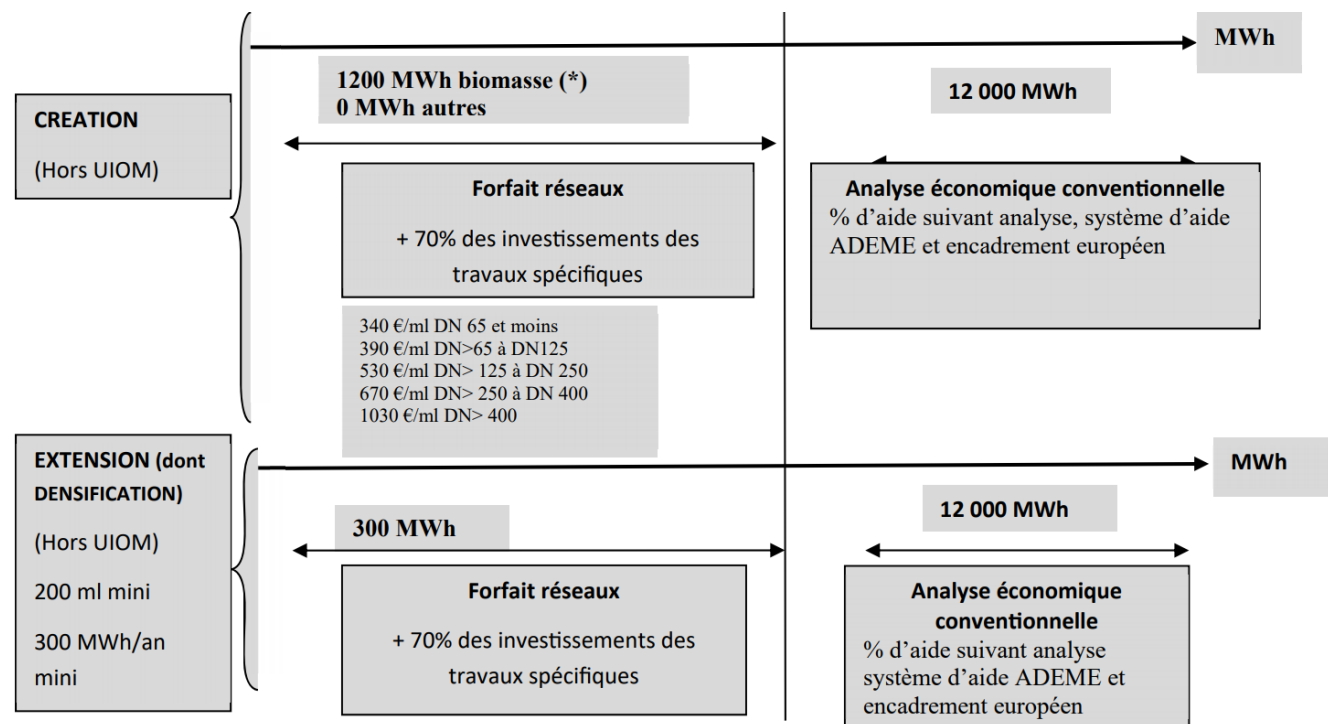 MWh
1200 MWh biomasse (*)
0 MWh autres
12 000 MWh
CREATION
(Hors UIOM)
Forfait réseaux
+ 70% des investissements des
travaux spécifiques
Analyse économique conventionnelle
% d’aide suivant analyse, système d’aide
ADEME et encadrement européen
340 €/ml DN 65 et moins
390 €/ml DN>65 à DN125
530 €/ml DN> 125 à DN 250
670 €/ml DN> 250 à DN 400
1030 €/ml DN> 400
EXTENSION (dont
DENSIFICATION)
(Hors UIOM)
200 ml mini
300 MWh/an
mini
MWh
300 MWh
12 000 MWh
Forfait réseaux
+ 70% des investissements des
travaux spécifiques
Analyse économique
conventionnelle
% d’aide suivant analyse
système d’aide ADEME et
encadrement européen